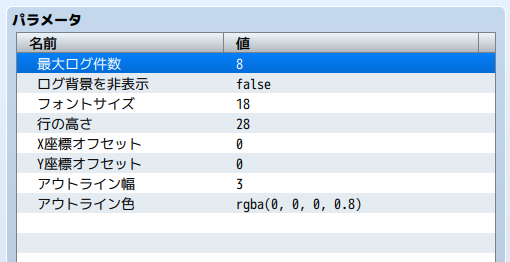 パラメータ
名前 値
最大ログ件数 8
ログ背景を非表示 false
フォントサイズ 18
行の高さ 28
X座標オフセット 0
Y座標オフセット 0
アウトライン幅 3
アウトライン色 rgba(0, 0, 0, 0.8)